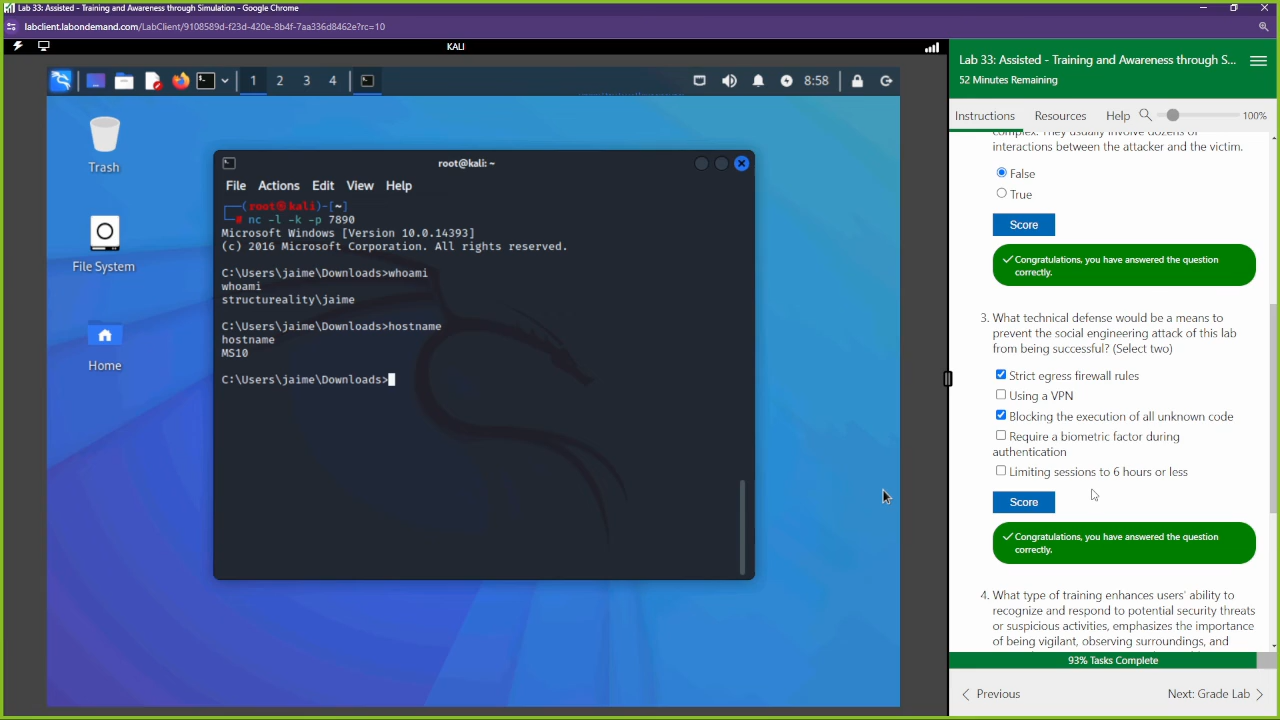 Lab 33: Assisted - Training and Awareness through Simulation - Google Chrome
labclient.labondemand.com/LabClient/9108589d-f23d-420e-8b4f-7aa336d8462e?rc=10
KALI
1 2 3 4
8:58
Trash
File System
Home
root@kali: ~
File Actions Edit View Help
┌──(root㉿kali)-[~]
└─# nc -l -k -p 7890
Microsoft Windows [Version 10.0.14393]
(c) 2016 Microsoft Corporation. All rights reserved.
C:\Users\jaime\Downloads>whoami
whoami
structureality\jaime
C:\Users\jaime\Downloads>hostname
hostname
MS10
C:\Users\jaime\Downloads>
Lab 33: Assisted - Training and Awareness through S...
52 Minutes Remaining
Instructions Resources Help 100%
complex. They usually involve dozens of
interactions between the attacker and the victim.
False
True
Score
Congratulations, you have answered the question
correctly.
3. What technical defense would be a means to
prevent the social engineering attack of this lab
from being successful? (Select two)
Strict egress firewall rules
Using a VPN
Blocking the execution of all unknown code
Require a biometric factor during
authentication
Limiting sessions to 6 hours or less
Score
Congratulations, you have answered the question
correctly.
4. What type of training enhances users' ability to
recognize and respond to potential security threats
or suspicious activities, emphasizes the importance
of being vigilant, observing surroundings, and
93% Tasks Complete
Previous
Next: Grade Lab